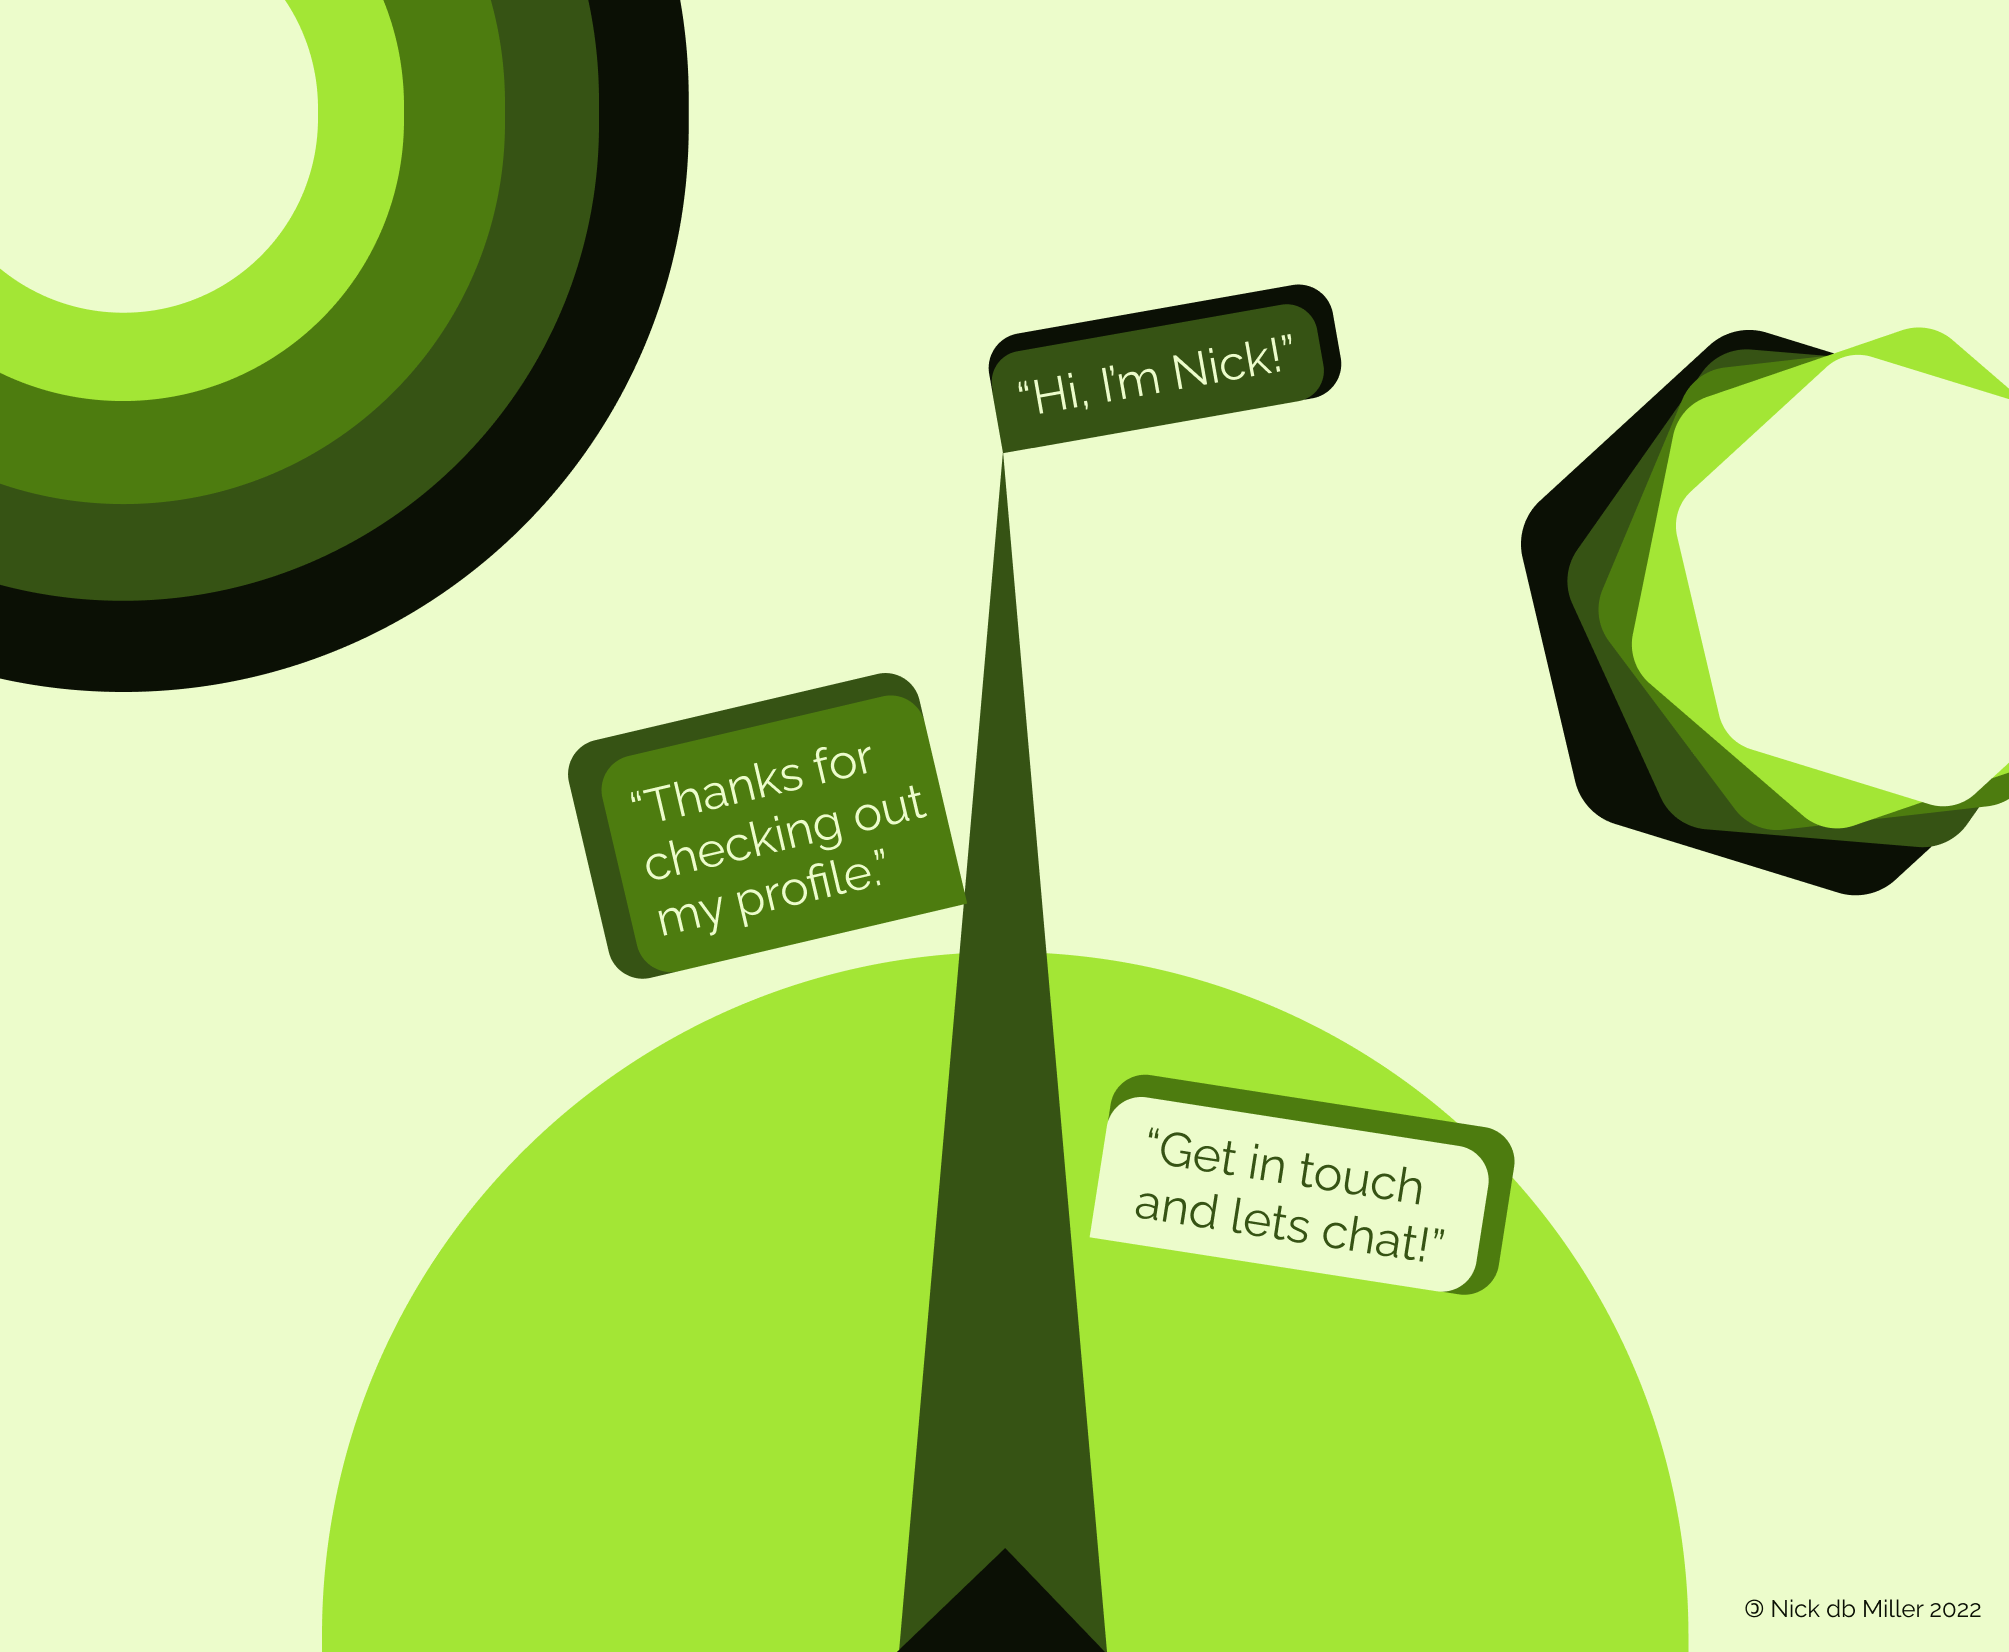 “Hi, I’m Nick!”
“Thanks for
checking out
my profile.”
“Get in touch
and lets chat!”
🄯 Nick db Miller 2022